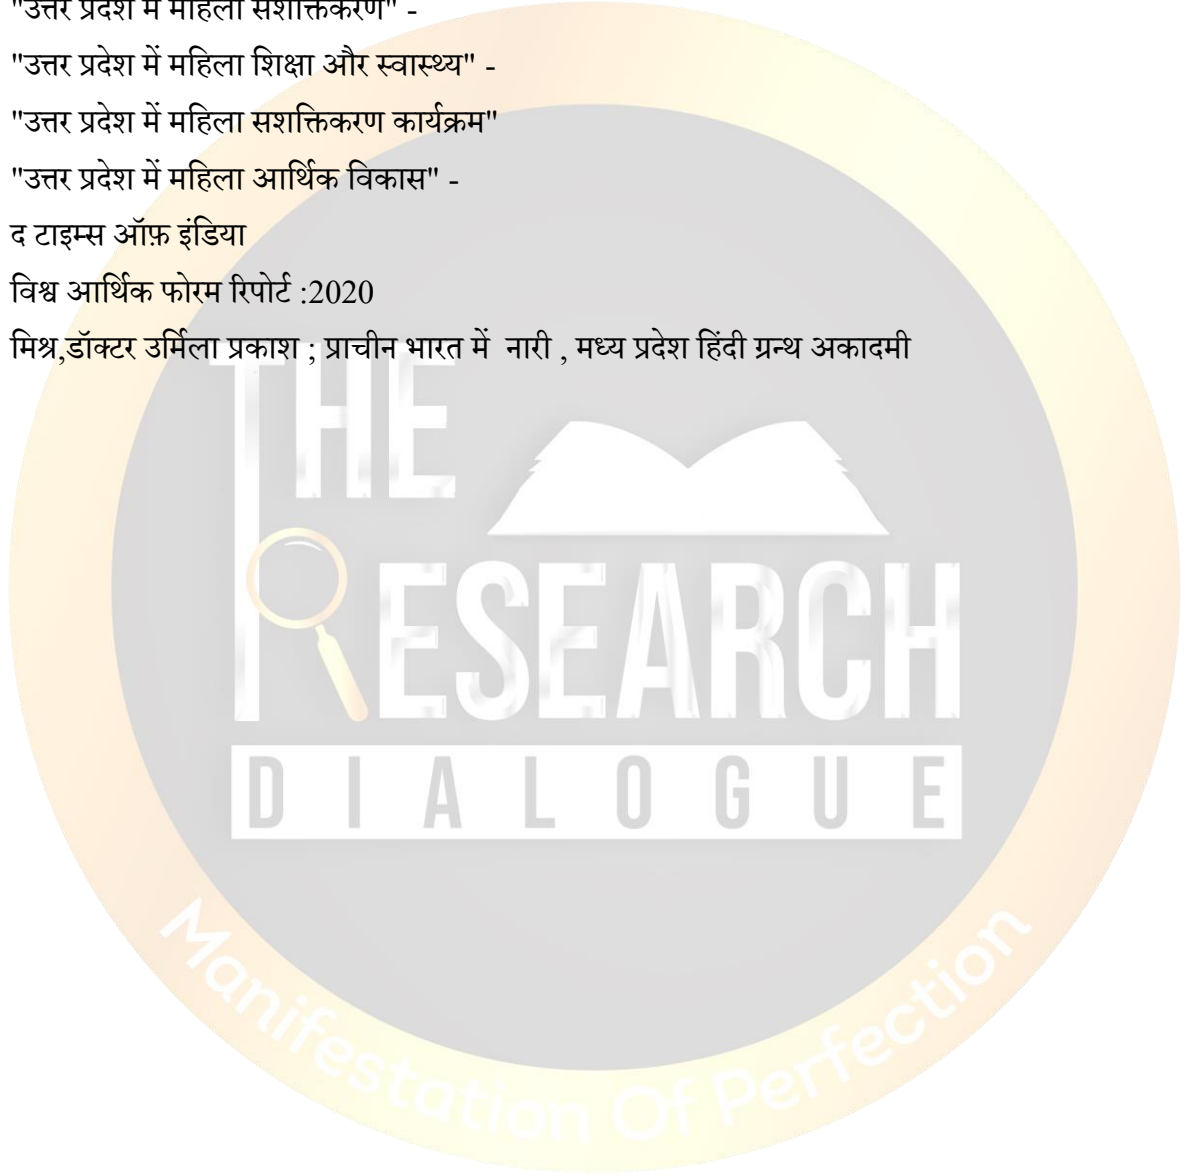 "उत्तर प्रदेश में महिला सशक्तिकरण" -
"उत्तर प्रदेश में महिला शिक्षा और स्वास्थ्य" -
"उत्तर प्रदेश में महिला सशक्तिकरण कार्यक्रम"
"उत्तर प्रदेश में महिला आर्थिक विकास" -
द टाइम्स ऑफ़ इंडिया
विश्व आर्थिक फोरम रिपोर्ट :2020
मिश्र,डॉक्टर उर्मिला प्रकाश ; प्राचीन भारत में नारी , मध्य प्रदेश हिंदी ग्रन्थ अकादमी
THE
RESEARCH
DIALOGUE
Manifestation Of Perfection